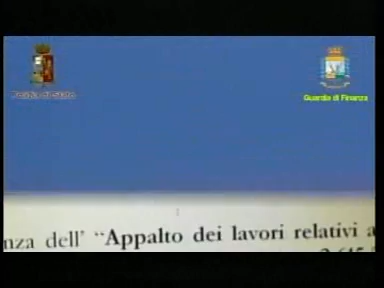 Polizia di Stato
Guardia di Finanza
nza dell' "Appalto dei lavori relativi a